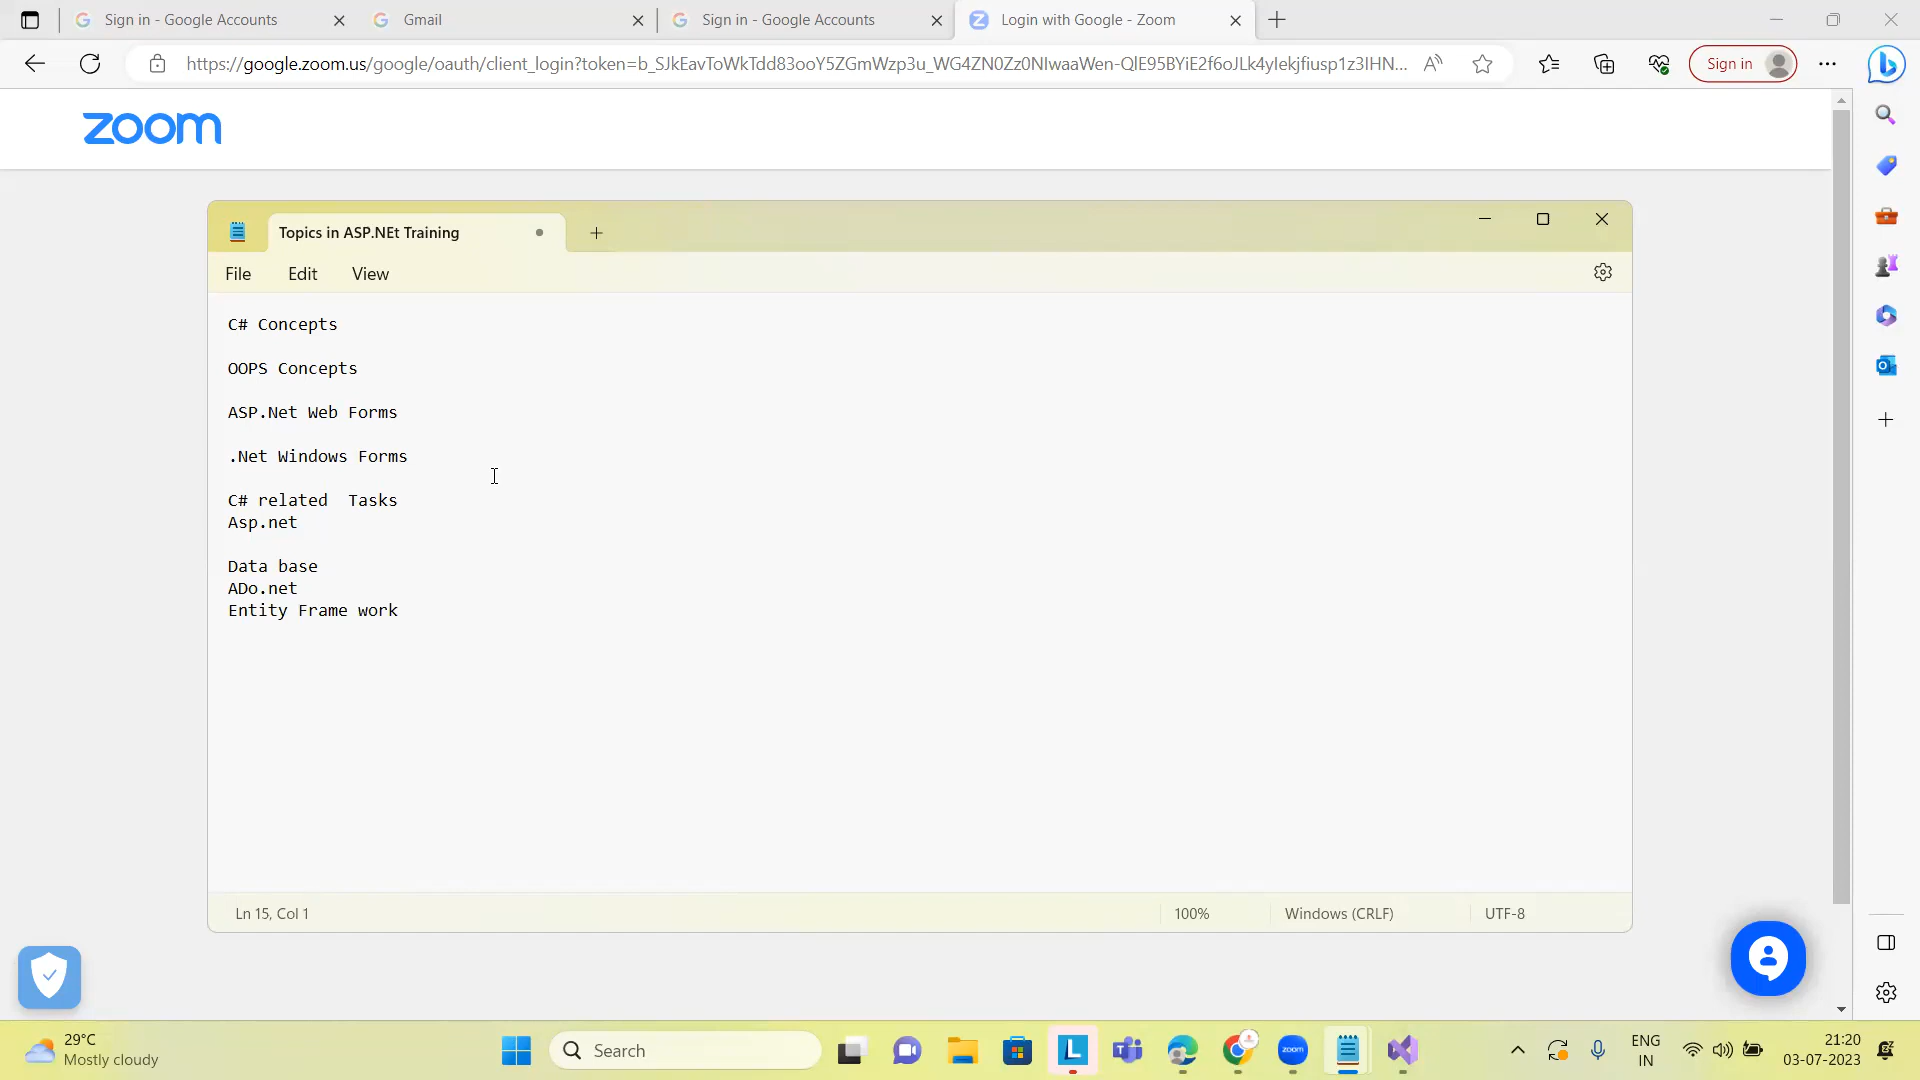 Sign in - Google Accounts
Gmail
Sign in - Google Accounts
Login with Google - Zoom
https://google.zoom.us/google/oauth/client_login?token=b_SJkEavToWkTdd83ooY5ZGmWzp3u_WG4ZN0Zz0NIwaaWen-QlE95BYiE2f6oJLk4yIekjfiusp1z3IHN...
Sign in
zoom
Topics in ASP.NEt Training
File Edit View
C# Concepts
OOPS Concepts
ASP.Net Web Forms
.Net Windows Forms
C# related  Tasks
Asp.net
Data base
ADo.net
Entity Frame work
Ln 15, Col 1
100%
Windows (CRLF)
UTF-8
29°C
Mostly cloudy
Search
zoom
ENG
IN
21:20
03-07-2023